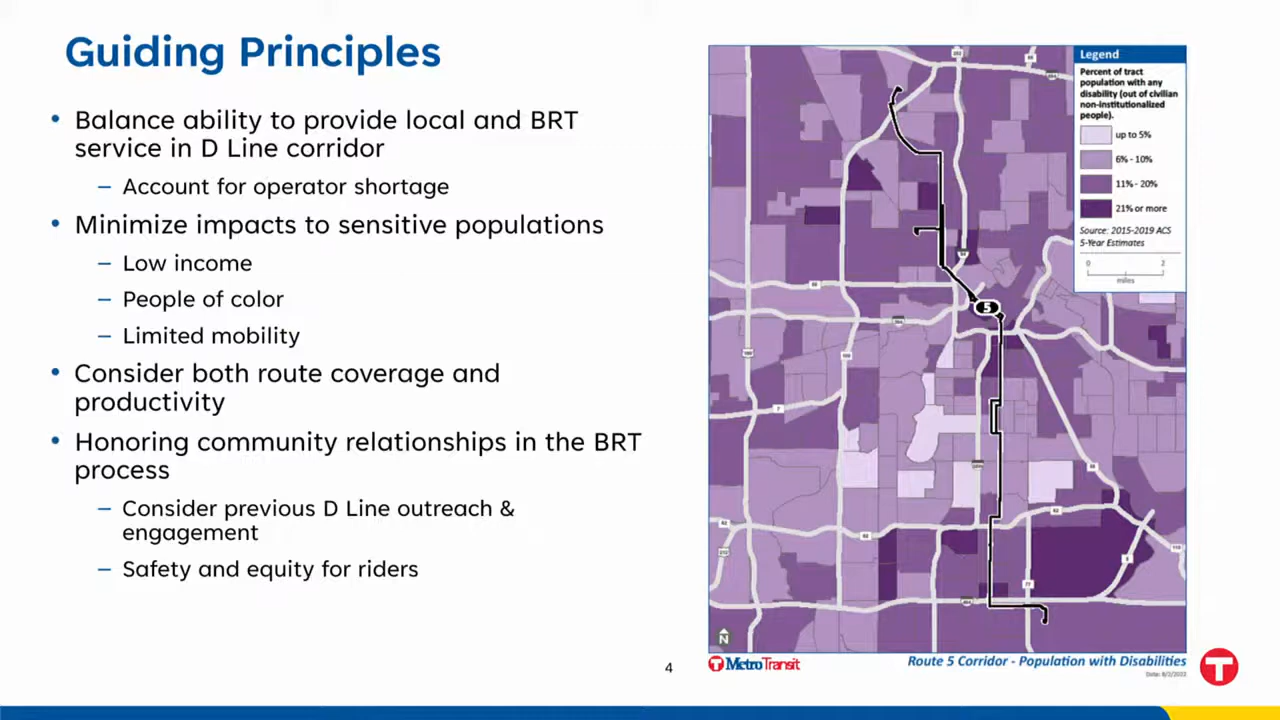 Guiding Principles
• Balance ability to provide local and BRT
service in D Line corridor
– Account for operator shortage
• Minimize impacts to sensitive populations
– Low income
– People of color
– Limited mobility
• Consider both route coverage and
productivity
• Honoring community relationships in the BRT
process
– Consider previous D Line outreach &
engagement
– Safety and equity for riders
Legend
Percent of tract
population with any
disability (out of civilian
non-institutionalized
people).
up to 5%
6% - 10%
11% - 20%
21% or more
Source: 2015-2019 ACS
5-Year Estimates
0 2
miles
5
7
62
77
N
4
T MetroTransit
Route 5 Corridor - Population with Disabilities
T